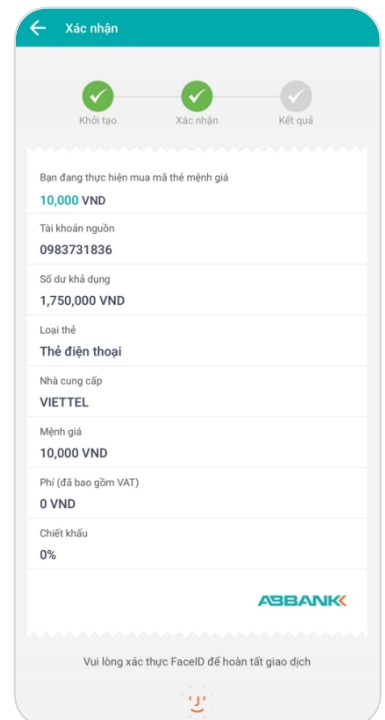 Xác nhận
Khởi tạo Xác nhận Kết quả
Bạn đang thực hiện mua mã thẻ mệnh giá
10,000 VND
Tài khoản nguồn
0983731836
Số dư khả dụng
1,750,000 VND
Loại thẻ
Thẻ điện thoại
Nhà cung cấp
VIETTEL
Mệnh giá
10,000 VND
Phí (đã bao gồm VAT)
0 VND
Chiết khấu
0%
ABBANK
Vui lòng xác thực FaceID để hoàn tất giao dịch